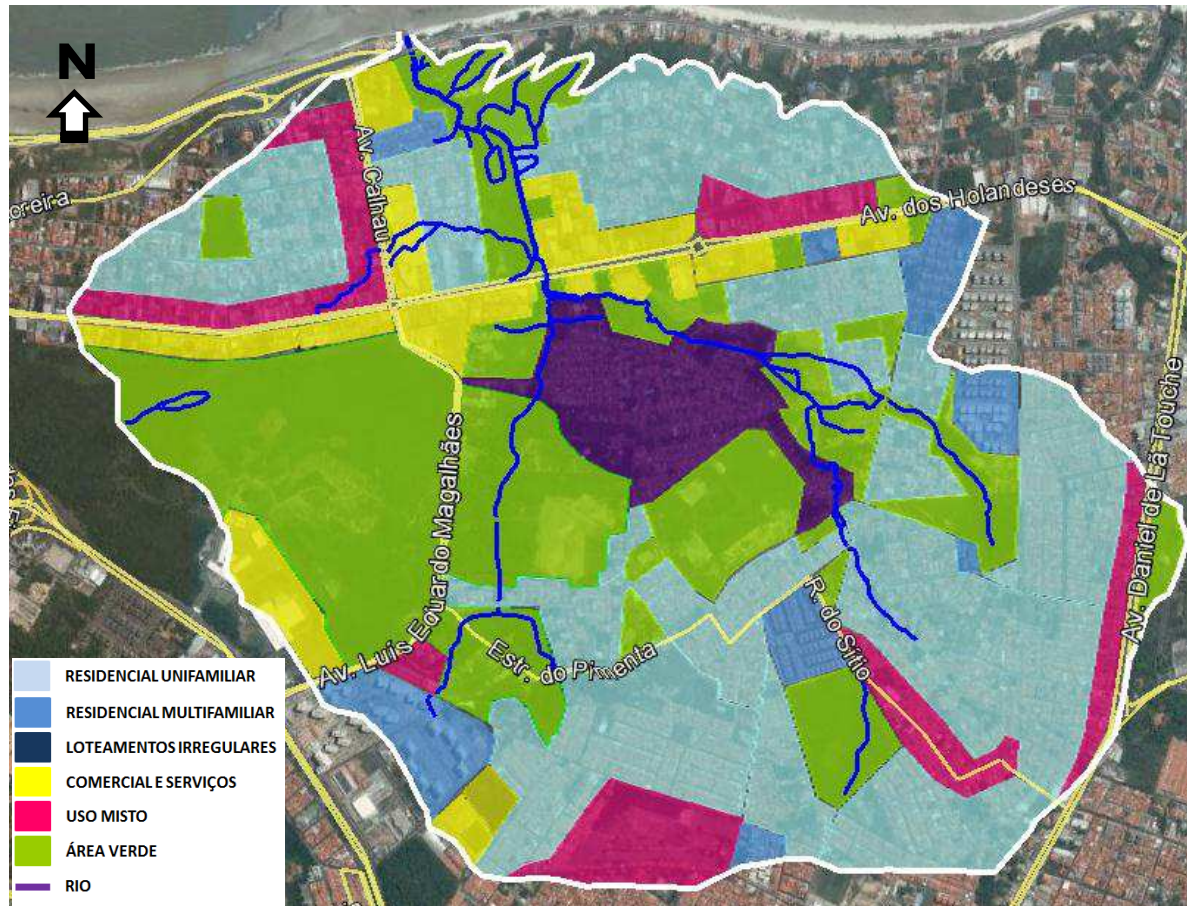 N
Av. Calhau
oreira
Av. dos Holandeses
Av. Daniel de La Touche
Av. Luís Eduardo Magalhães
R. do Sítio
Estr. do Pimenta
RESIDENCIAL UNIFAMILIAR
RESIDENCIAL MULTIFAMILIAR
LOTEAMENTOS IRREGULARES
COMERCIAL E SERVIÇOS
USO MISTO
ÁREA VERDE
RIO